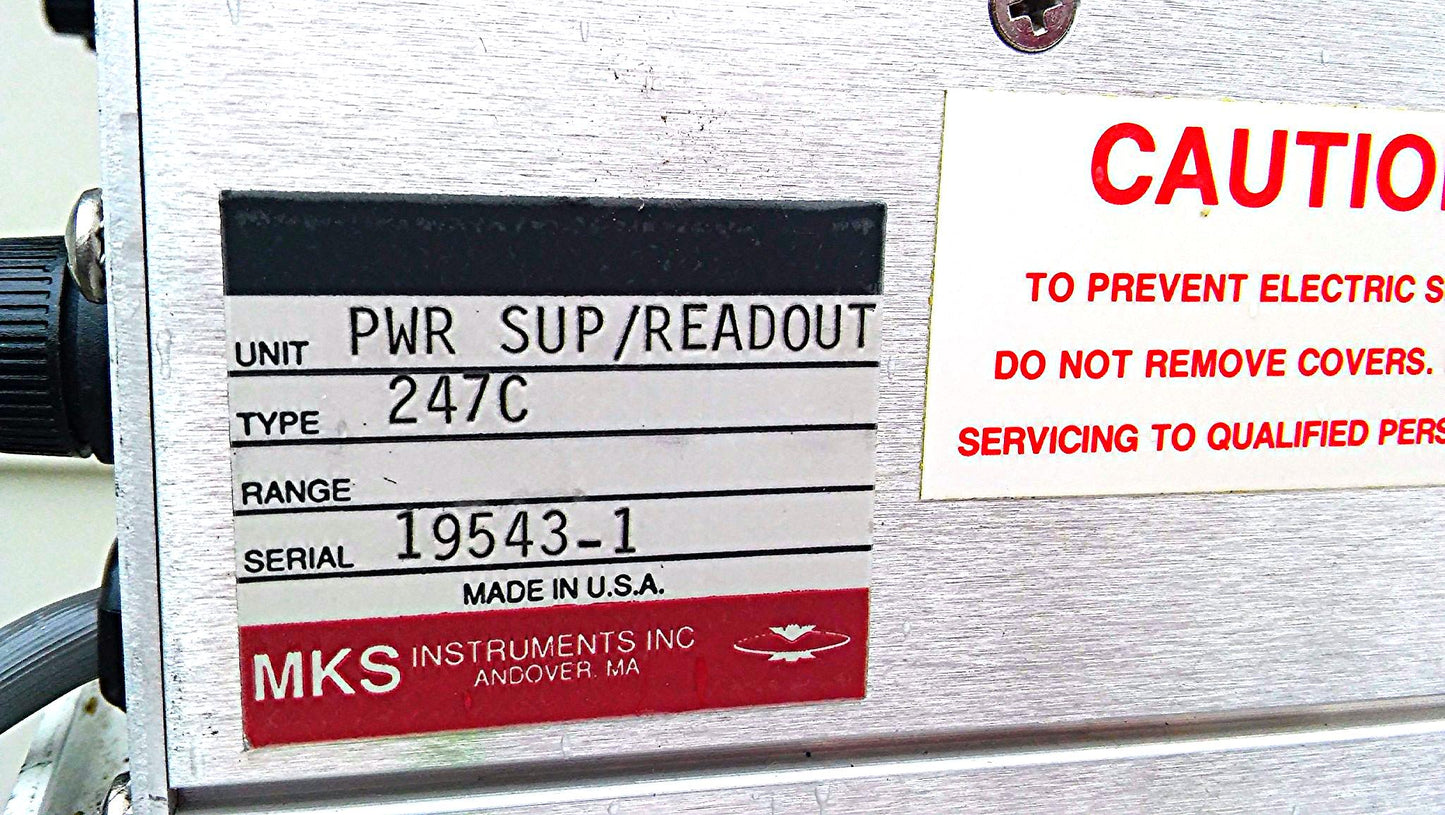 UNIT PWR SUP/READOUT
TYPE 247C
RANGE
SERIAL 19543-1
MADE IN U.S.A.
MKS INSTRUMENTS INC
ANDOVER. MA
CAUTIO
TO PREVENT ELECTRIC S
DO NOT REMOVE COVERS.
SERVICING TO QUALIFIED PERS